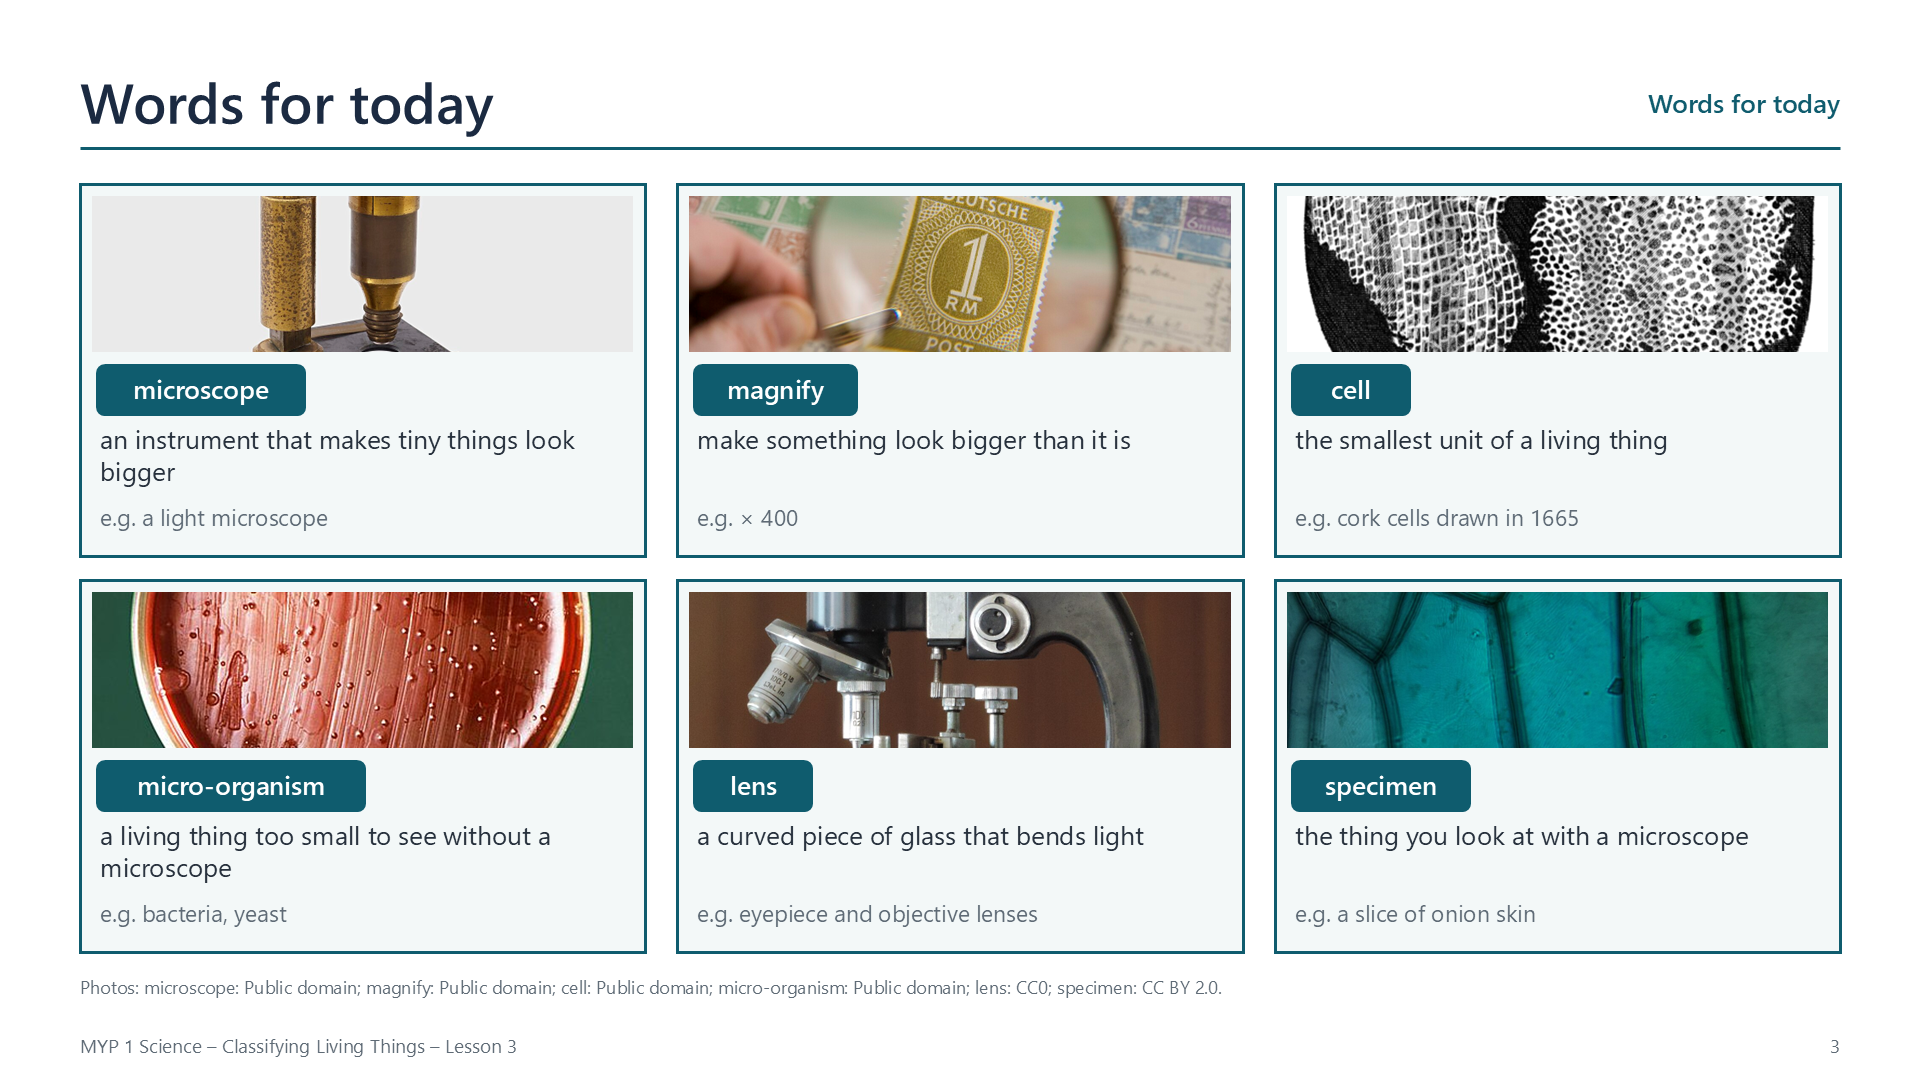 Words for today
Words for today
DEUTSCHE
1
RM
POST
microscope
an instrument that makes tiny things look
bigger
e.g. a light microscope
magnify
make something look bigger than it is
e.g. × 400
cell
the smallest unit of a living thing
e.g. cork cells drawn in 1665
micro-organism
a living thing too small to see without a
microscope
e.g. bacteria, yeast
lens
a curved piece of glass that bends light
e.g. eyepiece and objective lenses
specimen
the thing you look at with a microscope
e.g. a slice of onion skin
Photos: microscope: Public domain; magnify: Public domain; cell: Public domain; micro-organism: Public domain; lens: CC0; specimen: CC BY 2.0.
MYP 1 Science – Classifying Living Things – Lesson 3
3